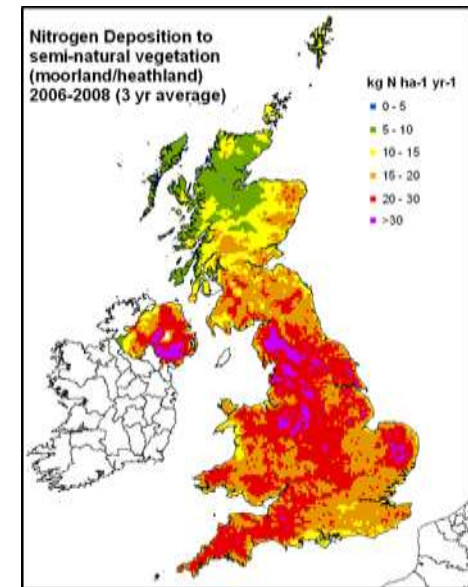 Nitrogen Deposition to
semi-natural vegetation
(moorland/heathland)
2006-2008 (3 yr average)
kg N ha-1 yr-1
0 - 5
5 - 10
10 - 15
15 - 20
20 - 30
>30